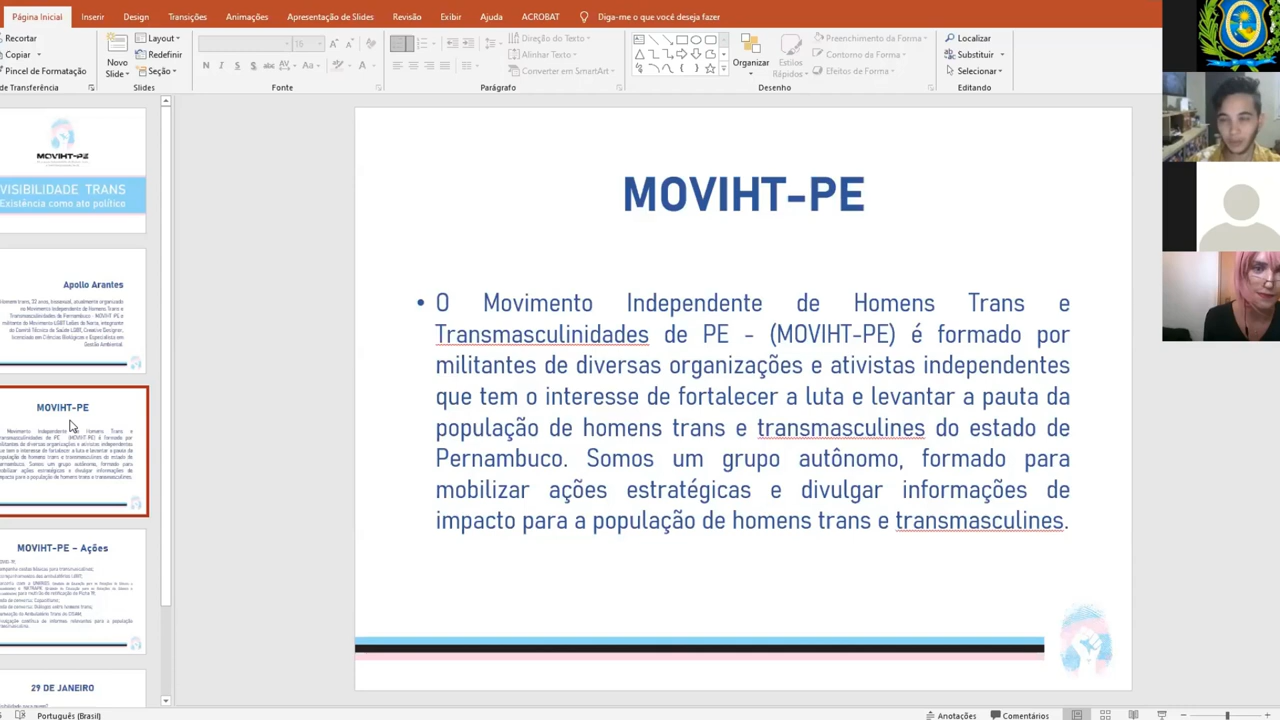 Página Inicial Inserir Design Transições Animações Apresentação de Slides Revisão Exibir Ajuda ACROBAT Diga-me o que você deseja fazer
Recortar
Copiar
Pincel de Formatação
de Transferência
Novo
Slide
Layout
Redefinir
Seção
Slides
15
N I S
Fonte
Direção do Texto
Alinhar Texto
Converter em SmartArt
Parágrafo
Organizar
Estilos
Rápidos
Preenchimento da Forma
Contorno da Forma
Efeitos de Forma
Desenho
Localizar
Substituir
Selecionar
Editando
MOVIHT-PE
VISIBILIDADE TRANS
Existência como ato político
Apollo Arantes
MOVIHT-PE
MOVIHT-PE – Ações
29 DE JANEIRO
MOVIHT-PE
• O Movimento Independente de Homens Trans e
Transmasculinidades de PE - (MOVIHT-PE) é formado por
militantes de diversas organizações e ativistas independentes
que tem o interesse de fortalecer a luta e levantar a pauta da
população de homens trans e transmasculines do estado de
Pernambuco. Somos um grupo autônomo, formado para
mobilizar ações estratégicas e divulgar informações de
impacto para a população de homens trans e transmasculines.
Português (Brasil)
Anotações
Comentários